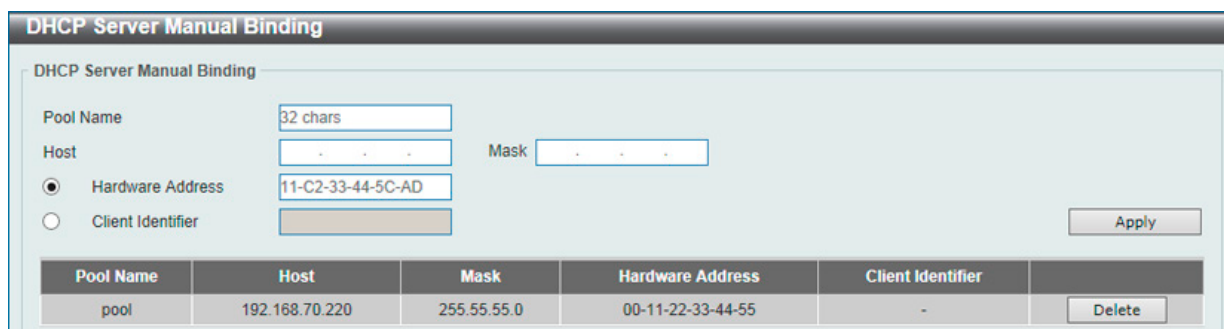 DHCP Server Manual Binding
DHCP Server Manual Binding
Pool Name 32 chars
Host . . . Mask . . .
Hardware Address 11-C2-33-44-5C-AD
Client Identifier
Apply
Pool Name Host Mask Hardware Address Client Identifier
pool 192.168.70.220 255.55.55.0 00-11-22-33-44-55 - Delete